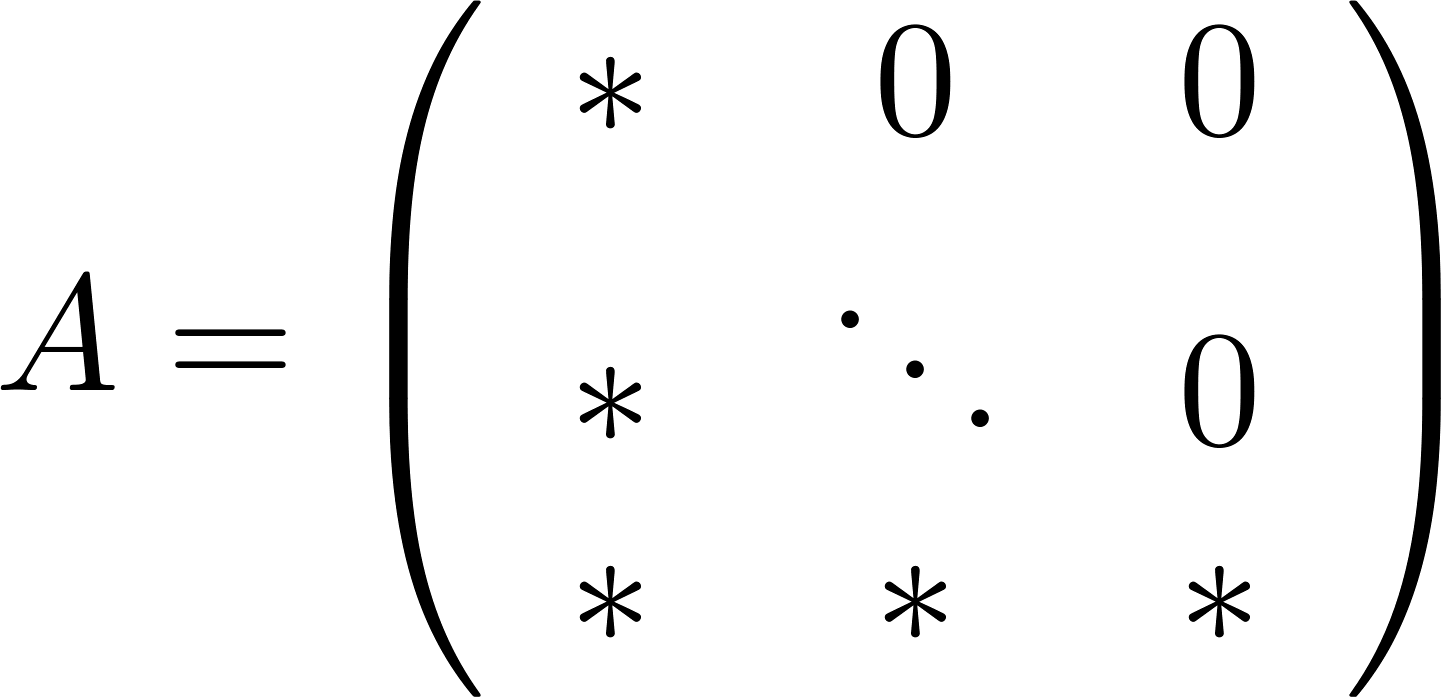 * 0 0
A = ( * ⋱ 0 )
* * *